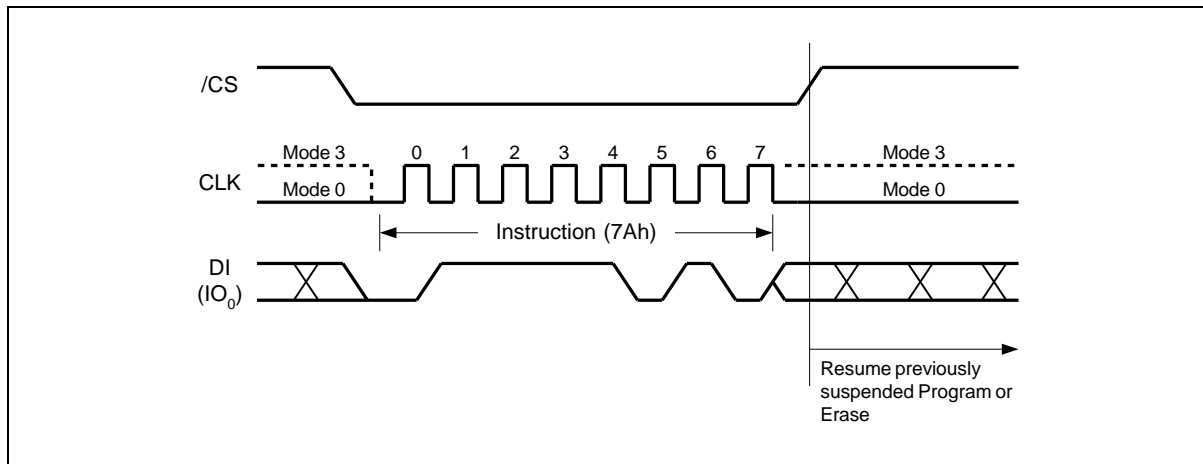 /CS
Mode 3
0 1 2 3 4 5 6 7
Mode 3
CLK
Mode 0
Mode 0
Instruction (7Ah)
DI
(IO0)
Resume previously
suspended Program or
Erase